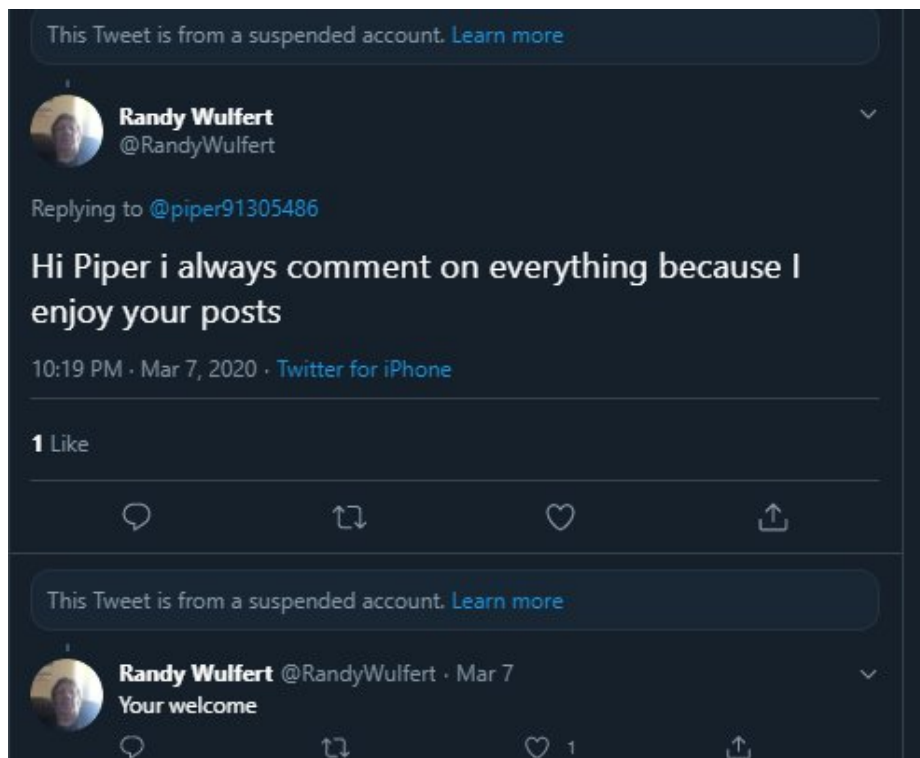 This Tweet is from a suspended account. Learn more
Randy Wulfert
@RandyWulfert
Replying to @piper91305486
Hi Piper i always comment on everything because I
enjoy your posts
10:19 PM · Mar 7, 2020 · Twitter for iPhone
1 Like
This Tweet is from a suspended account. Learn more
Randy Wulfert @RandyWulfert · Mar 7
Your welcome
1